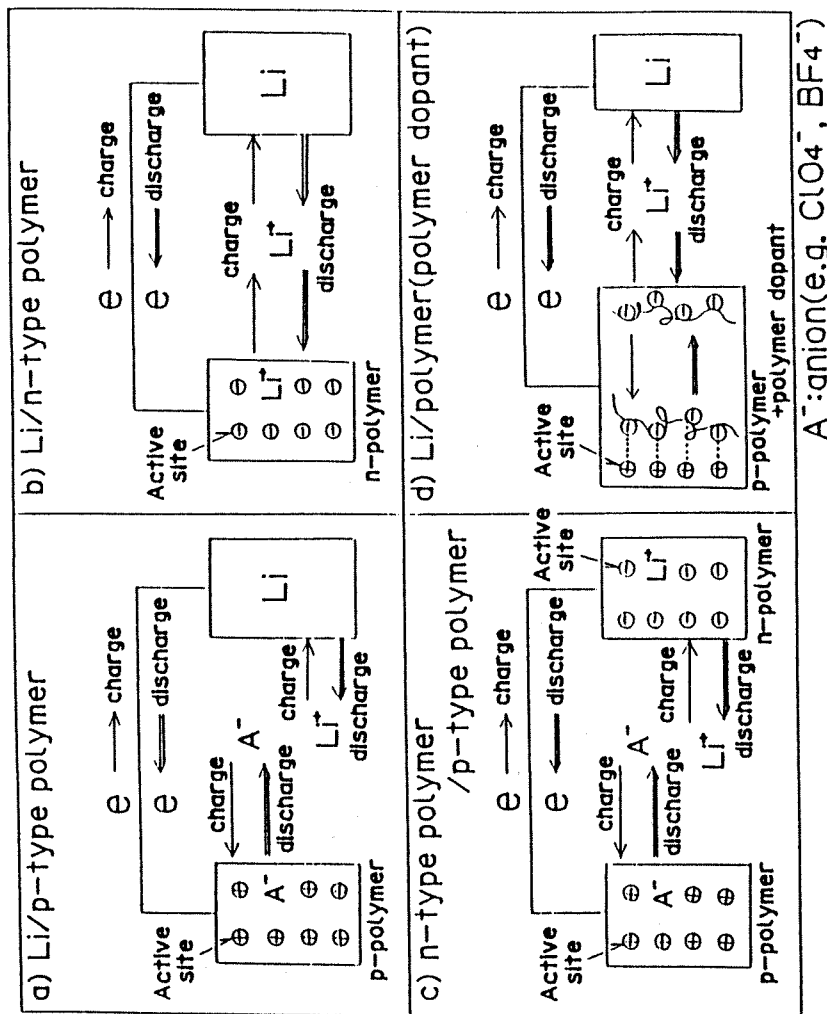 a) Li/p-type polymer
e → charge
e ⇐ discharge
Active
site
⊕ ⊕
⊕ A⁻
⊕ ⊕
⊕ ⊕
p-polymer
charge
A⁻
discharge
charge
Li⁺
discharge
Li
b) Li/n-type polymer
e → charge
e ← discharge
Active
site
⊖ ⊖
⊖ Li⁺
⊖ ⊖
⊖ ⊖
n-polymer
charge
Li⁺
discharge
Li
c) n-type polymer
/p-type polymer
e → charge
e ← discharge
Active
site
⊕ ⊕
⊕ A⁻
⊕ ⊕
⊕ ⊕
p-polymer
charge
A⁻
discharge
charge
Li⁺
discharge
Active
site
⊖ ⊖
⊖ Li⁺
⊖ ⊖
⊖ ⊖
n-polymer
d) Li/polymer(polymer dopant)
e → charge
e ← discharge
Active
site
⊕ ⊖ ⊖
⊕ ⊖ ⊖
⊕ ⊖ ⊖
⊕ ⊖ ⊖
p-polymer
+polymer dopant
charge
Li⁺
discharge
Li
A⁻:anion(e.g. ClO4⁻, BF4⁻)